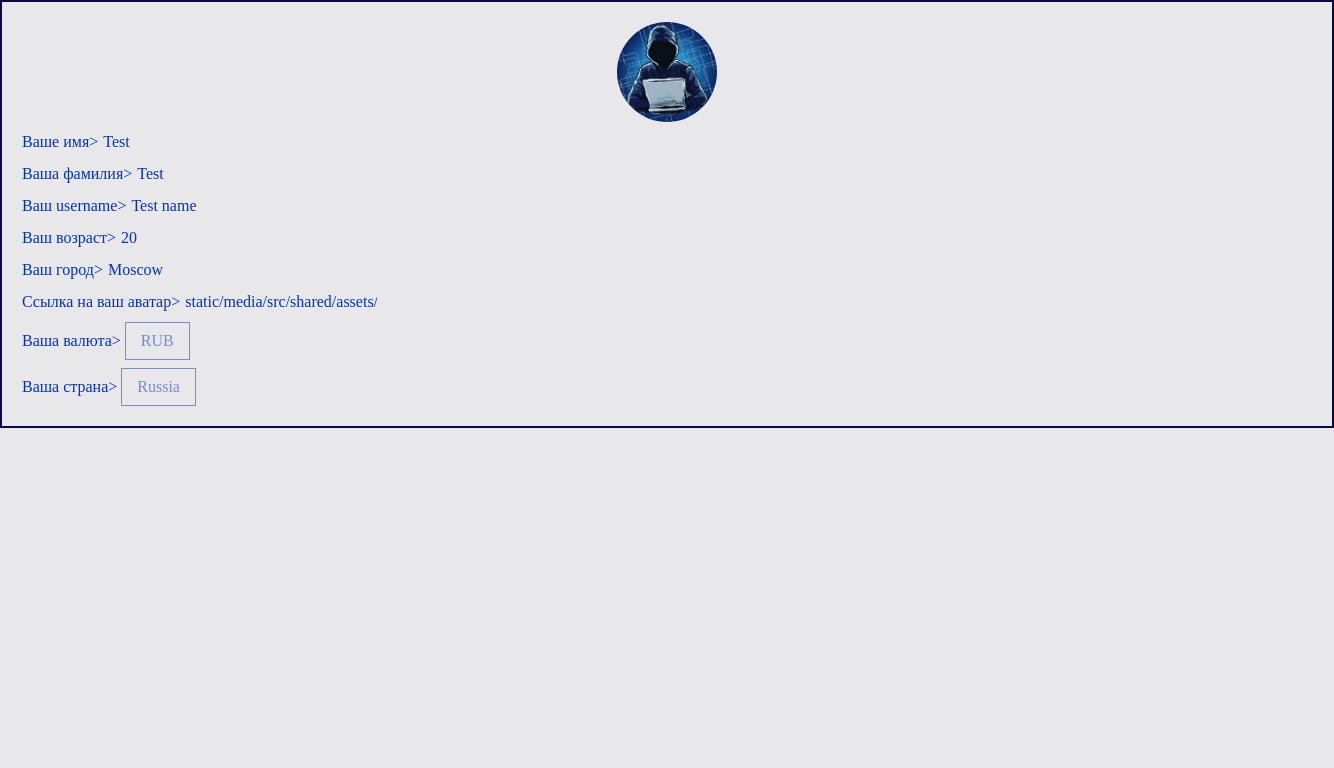 Ваше имя> Test
Ваша фамилия> Test
Ваш username> Test name
Ваш возраст> 20
Ваш город> Moscow
Ссылка на ваш аватар> static/media/src/shared/assets/
Ваша валюта> RUB
Ваша страна> Russia